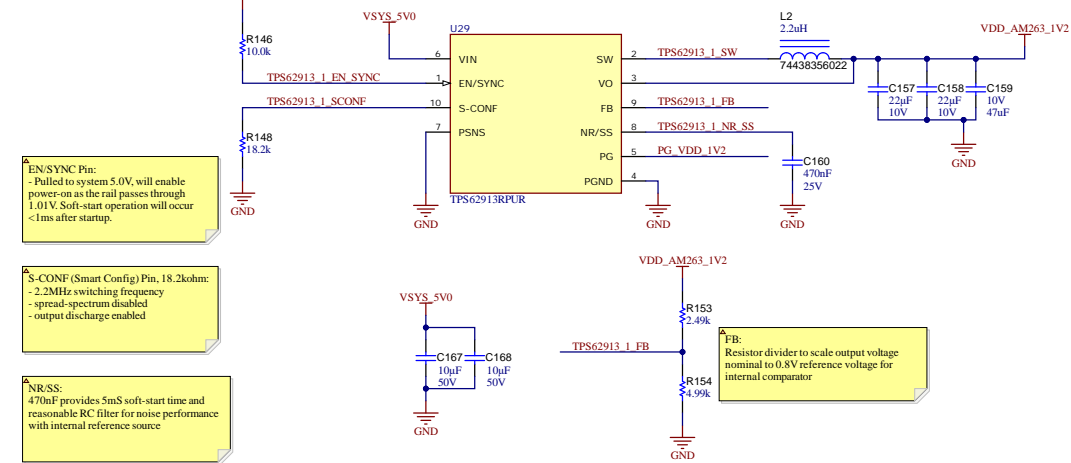 VSYS_5V0
U29
L2
2.2uH
VDD_AM263_1V2
R146
10.0k
6
VIN
SW
2
TPS62913_1_SW
74438356022
TPS62913_1_EN_SYNC
1
EN/SYNC
VO
3
C157
22µF
10V
C158
22µF
10V
C159
10V
47uF
TPS62913_1_SCONF
10
S-CONF
FB
9
TPS62913_1_FB
R148
18.2k
7
PSNS
NR/SS
8
TPS62913_1_NR_SS
PG
5
PG_VDD_1V2
C160
470nF
25V
PGND
4
GND
TPS62913RPUR
GND
GND
GND
GND
GND
EN/SYNC Pin:
- Pulled to system 5.0V, will enable
power-on as the rail passes through
1.01V. Soft-start operation will occur
<1ms after startup.
S-CONF (Smart Config) Pin, 18.2kohm:
- 2.2MHz switching frequency
- spread-spectrum disabled
- output discharge enabled
NR/SS:
470nF provides 5mS soft-start time and
reasonable RC filter for noise performance
with internal reference source
VSYS_5V0
C167
10µF
50V
C168
10µF
50V
GND
VDD_AM263_1V2
R153
2.49k
TPS62913_1_FB
R154
4.99k
GND
FB:
Resistor divider to scale output voltage
nominal to 0.8V reference voltage for
internal comparator